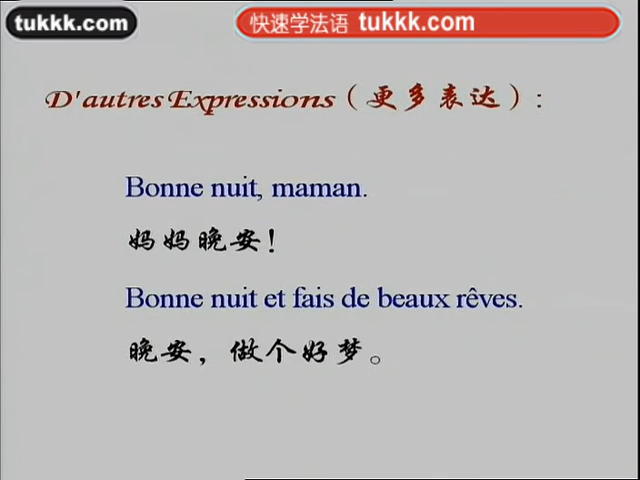 tukkk.com
快速学法语 tukkk.com
D'autres Expressions（更多表达）:
Bonne nuit, maman.
妈妈晚安！
Bonne nuit et fais de beaux rêves.
晚安，做个好梦。